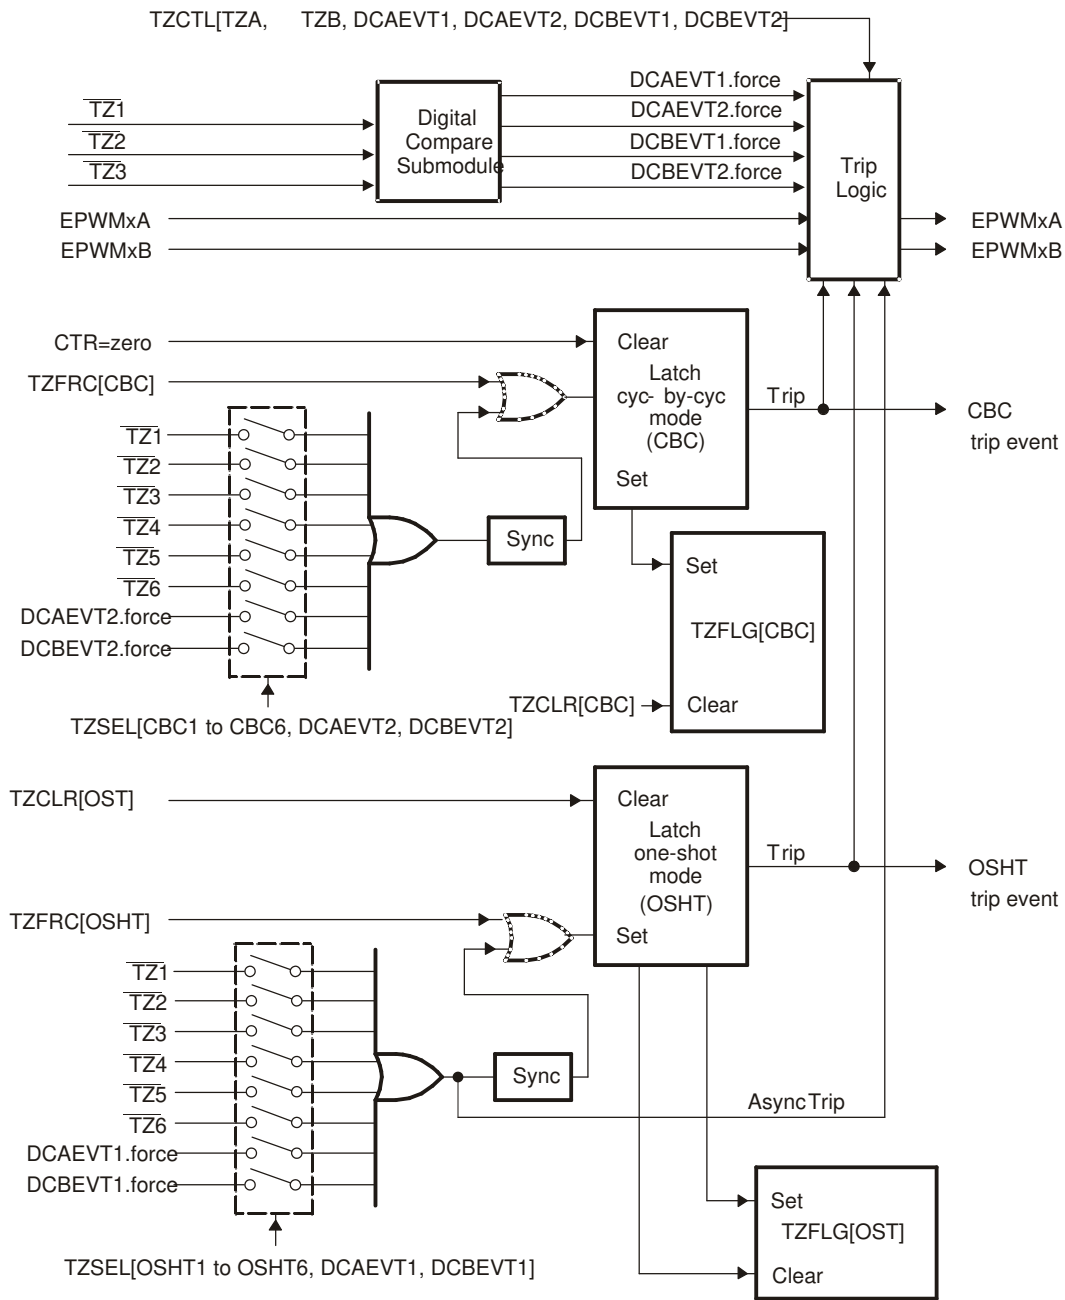 TZCTL[TZA, TZB, DCAEVT1, DCAEVT2, DCBEVT1, DCBEVT2]
TZ1
TZ2
TZ3
Digital
Compare
Submodule
DCAEVT1.force
DCAEVT2.force
DCBEVT1.force
DCBEVT2.force
Trip
Logic
EPWMxA
EPWMxB
EPWMxA
EPWMxB
CTR=zero
TZFRC[CBC]
Clear
Latch
cyc- by-cyc
mode
(CBC)
Set
Trip
CBC
trip event
TZ1
TZ2
TZ3
TZ4
TZ5
TZ6
DCAEVT2.force
DCBEVT2.force
Sync
Set
TZFLG[CBC]
Clear
TZCLR[CBC]
TZSEL[CBC1 to CBC6, DCAEVT2, DCBEVT2]
TZCLR[OST]
Clear
Latch
one-shot
mode
(OSHT)
Set
Trip
OSHT
trip event
TZFRC[OSHT]
TZ1
TZ2
TZ3
TZ4
TZ5
TZ6
DCAEVT1.force
DCBEVT1.force
Sync
Async Trip
Set
TZFLG[OST]
Clear
TZSEL[OSHT1 to OSHT6, DCAEVT1, DCBEVT1]